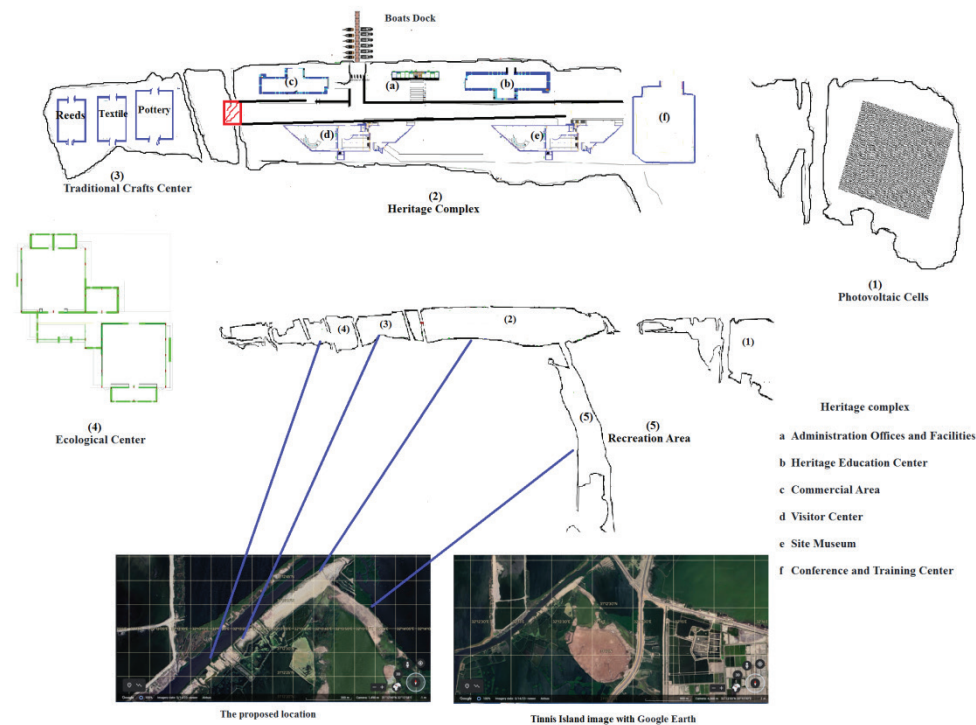 Boats Dock
(c)
(a)
(b)
Reeds
Textile
Pottery
(d)
(e)
(f)
(3)
Traditional Crafts Center
(2)
Heritage Complex
(1)
Photovoltaic Cells
(4)
(3)
(2)
(1)
(4)
Ecological Center
(5)
(5)
Recreation Area
Heritage complex
a Administration Offices and Facilities
b Heritage Education Center
c Commercial Area
d Visitor Center
e Site Museum
f Conference and Training Center
The proposed location
Tinnis Island image with Google Earth